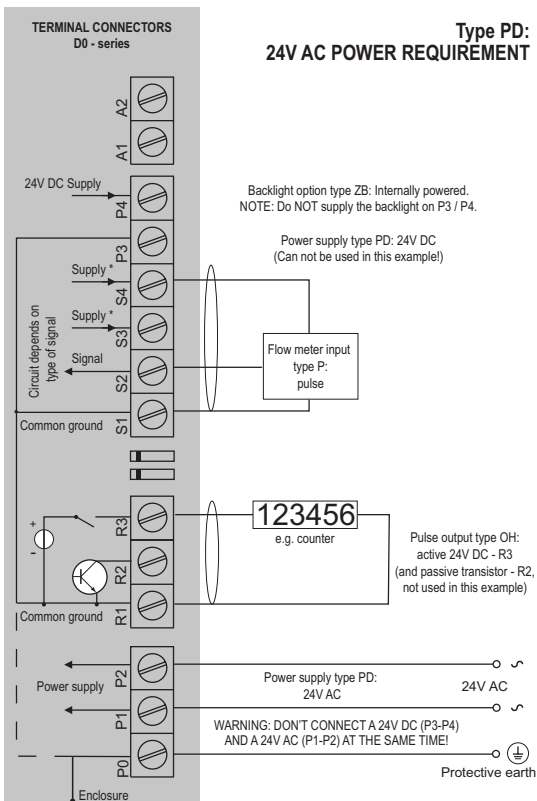 TERMINAL CONNECTORS
D0 - series
Type PD:
24V AC POWER REQUIREMENT
A2
A1
24V DC Supply
P4
Backlight option type ZB: Internally powered.
NOTE: Do NOT supply the backlight on P3 / P4.
P3
Power supply type PD: 24V DC
(Can not be used in this example!)
Supply *
S4
Supply *
S3
Circuit depends on
type of signal
Signal
S2
Flow meter input
type P:
pulse
Common ground
S1
+
-
R3
123456
e.g. counter
R2
Pulse output type OH:
active 24V DC - R3
(and passive transistor - R2,
not used in this example)
Common ground
R1
Power supply
P2
Power supply type PD:
24V AC
24V AC
P1
WARNING: DON'T CONNECT A 24V DC (P3-P4)
AND A 24V AC (P1-P2) AT THE SAME TIME!
P0
Protective earth
Enclosure